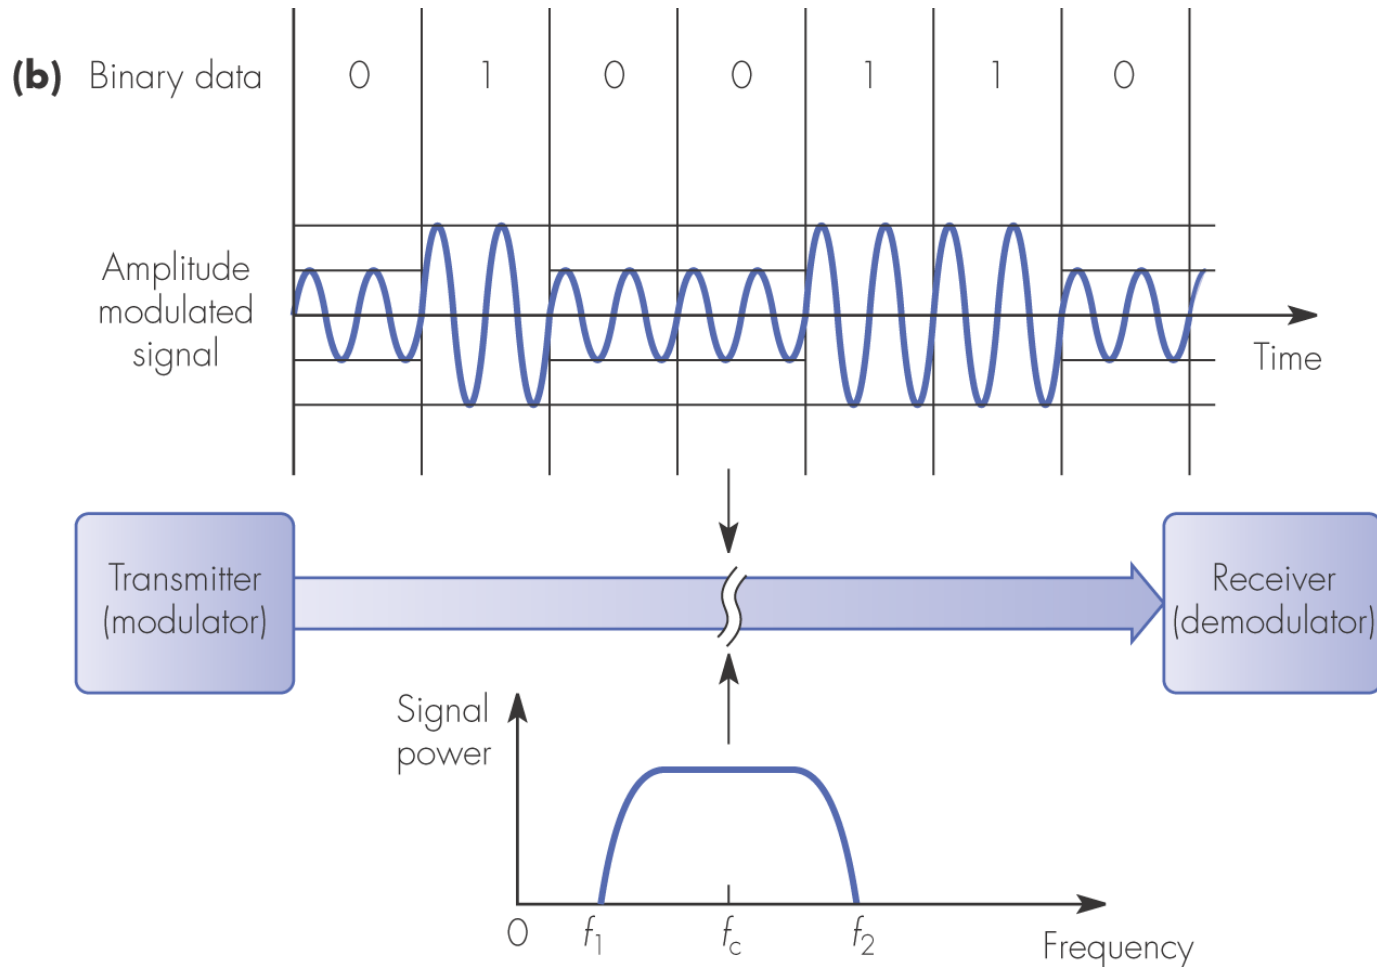 (b) Binary data 0 1 0 0 1 1 0
Amplitude
modulated
signal
Time
Transmitter
(modulator)
Receiver
(demodulator)
Signal
power
0 f1 fc f2
Frequency